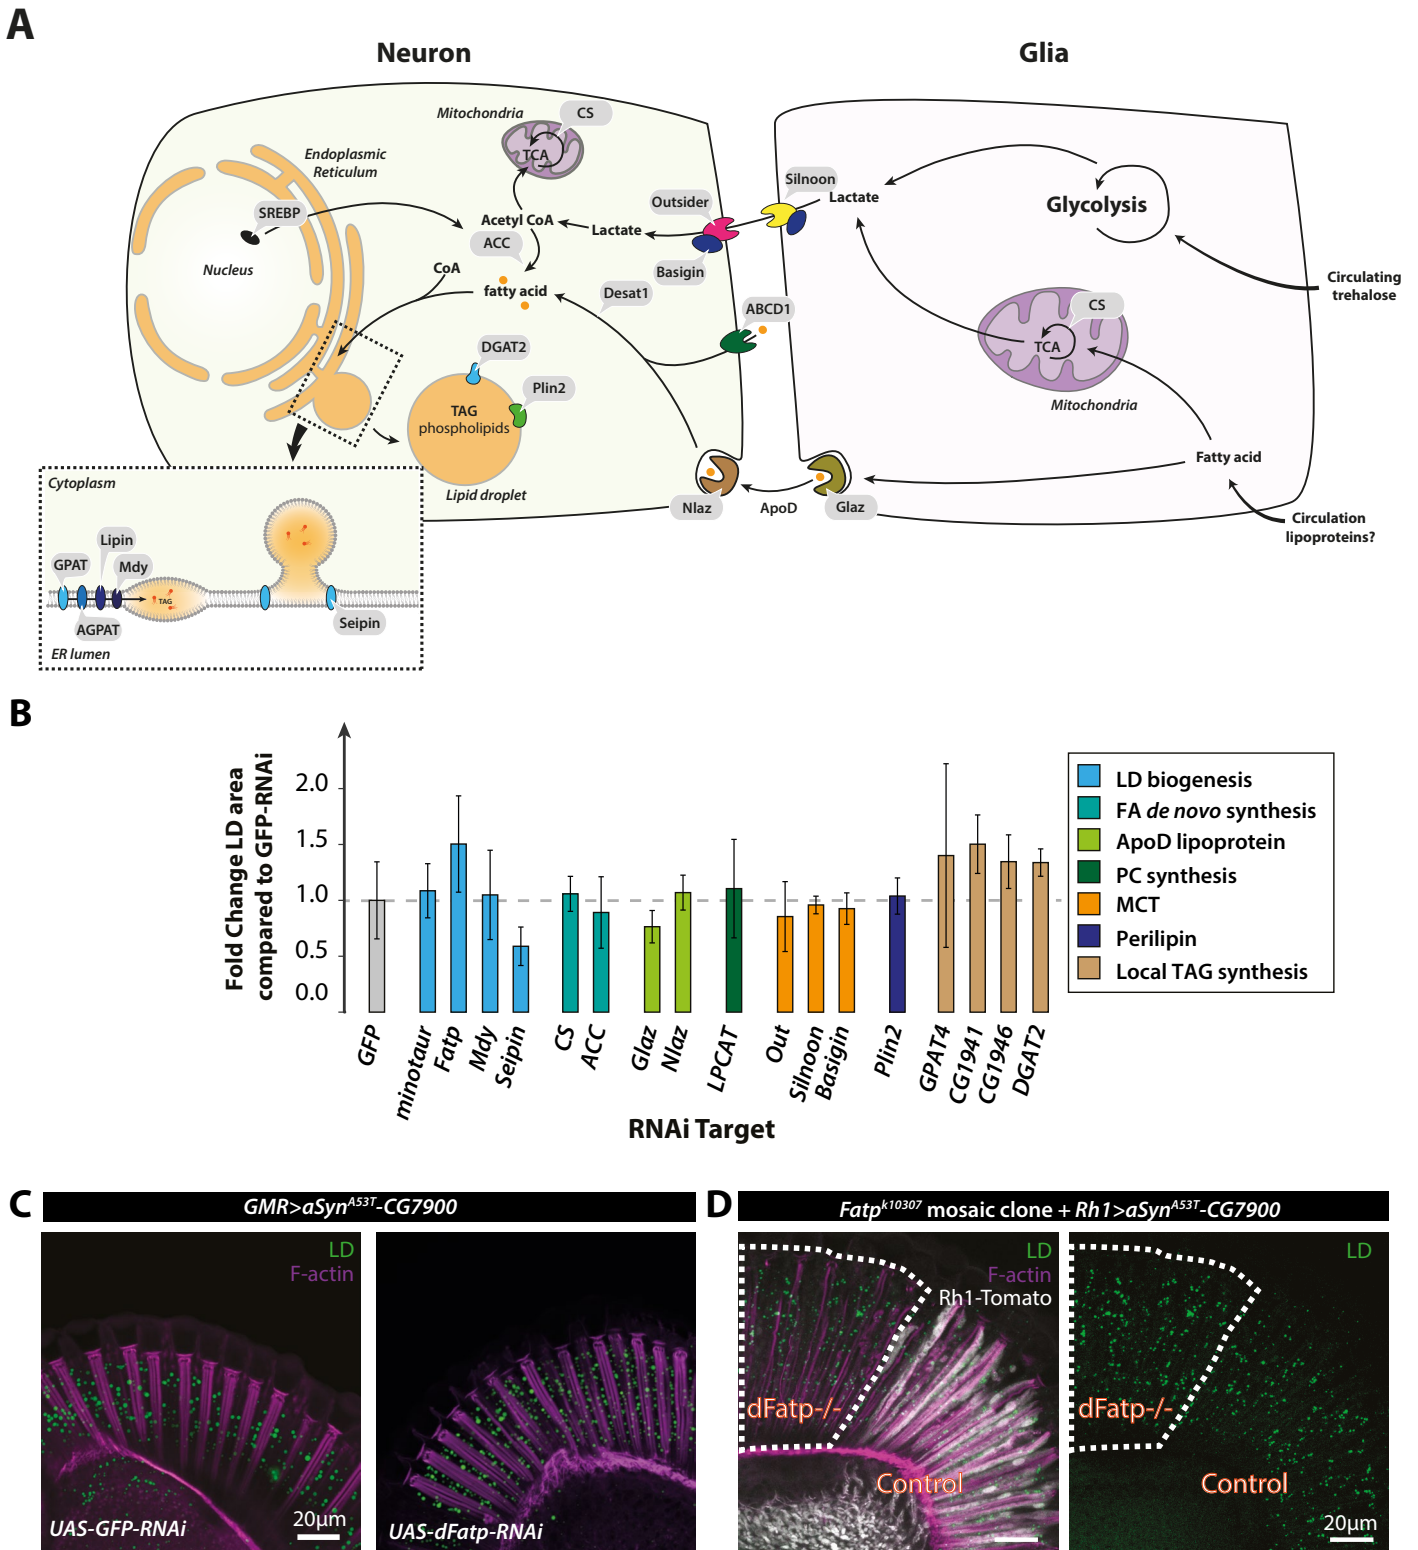 A
Neuron
Glia
Mitochondria
CS
TCA
Endoplasmic
Reticulum
SREBP
Nucleus
Acetyl CoA
ACC
CoA
fatty acid
Lactate
Outsider
Basigin
Silnoon
Lactate
Desat1
ABCD1
Glycolysis
Circulating
trehalose
CS
TCA
Mitochondria
DGAT2
Plin2
TAG
phospholipids
Lipid droplet
Nlaz
ApoD
Glaz
Fatty acid
Circulation
lipoproteins?
Cytoplasm
GPAT
Lipin
Mdy
AGPAT
TAG
Seipin
ER lumen
B
Fold Change LD area
compared to GFP-RNAi
2.0
1.5
1.0
0.5
0.0
GFP
minotaur
Fatp
Mdy
Seipin
CS
ACC
Glaz
Nlaz
LPCAT
Out
Silnoon
Basigin
Plin2
GPAT4
CG1941
CG1946
DGAT2
RNAi Target
LD biogenesis
FA de novo synthesis
ApoD lipoprotein
PC synthesis
MCT
Perilipin
Local TAG synthesis
C
GMR>aSynA53T-CG7900
LD
F-actin
UAS-GFP-RNAi
20µm
UAS-dFatp-RNAi
D
Fatpk10307 mosaic clone + Rh1>aSynA53T-CG7900
LD
F-actin
Rh1-Tomato
dFatp-/-
Control
LD
dFatp-/-
Control
20µm